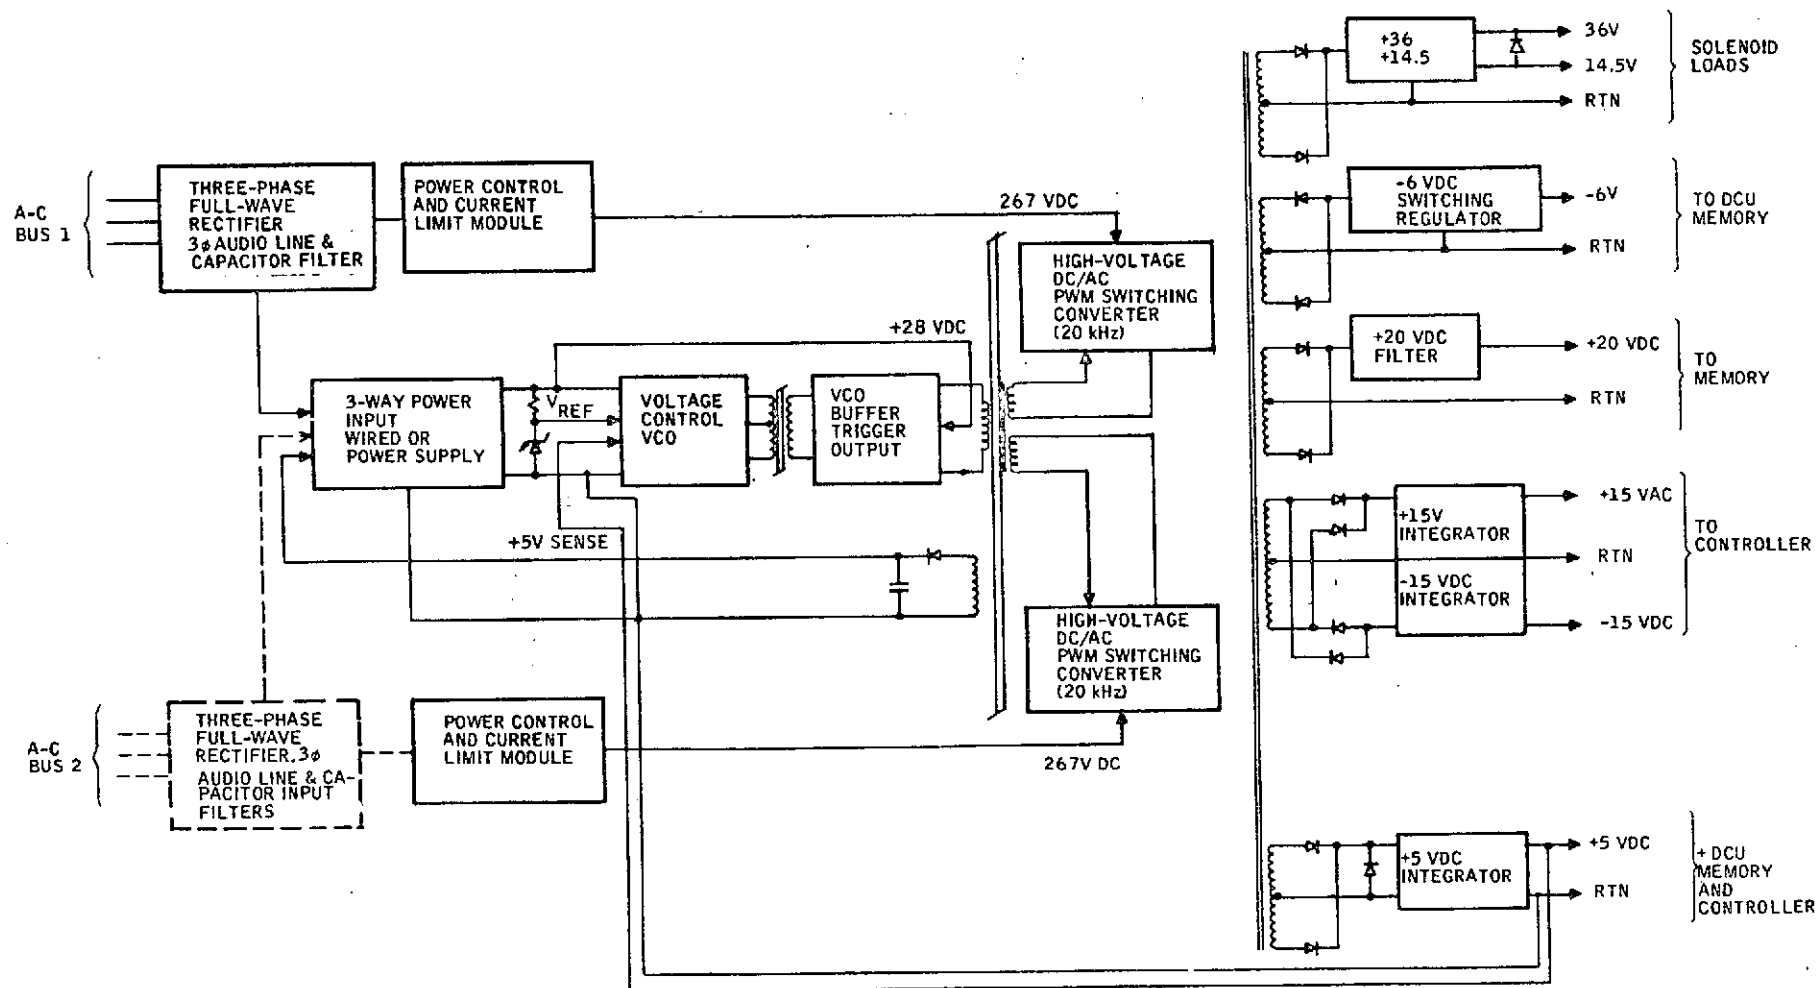 A-C
BUS 1
THREE-PHASE
FULL-WAVE
RECTIFIER
3ø AUDIO LINE &
CAPACITOR FILTER
POWER CONTROL
AND CURRENT
LIMIT MODULE
267 VDC
HIGH-VOLTAGE
DC/AC
PWM SWITCHING
CONVERTER
(20 kHz)
+28 VDC
3-WAY POWER
INPUT
WIRED OR
POWER SUPPLY
VREF
VOLTAGE
CONTROL
VCO
VCO
BUFFER
TRIGGER
OUTPUT
+5V SENSE
HIGH-VOLTAGE
DC/AC
PWM SWITCHING
CONVERTER
(20 kHz)
A-C
BUS 2
THREE-PHASE
FULL-WAVE
RECTIFIER, 3ø
AUDIO LINE & CA-
PACITOR INPUT
FILTERS
POWER CONTROL
AND CURRENT
LIMIT MODULE
267V DC
+36
+14.5
36V
14.5V
RTN
SOLENOID
LOADS
-6 VDC
SWITCHING
REGULATOR
-6V
RTN
TO DCU
MEMORY
+20 VDC
FILTER
+20 VDC
RTN
TO
MEMORY
+15V
INTEGRATOR
-15 VDC
INTEGRATOR
+15 VAC
RTN
-15 VDC
TO
CONTROLLER
+5 VDC
INTEGRATOR
+5 VDC
RTN
+ DCU
MEMORY
AND
CONTROLLER